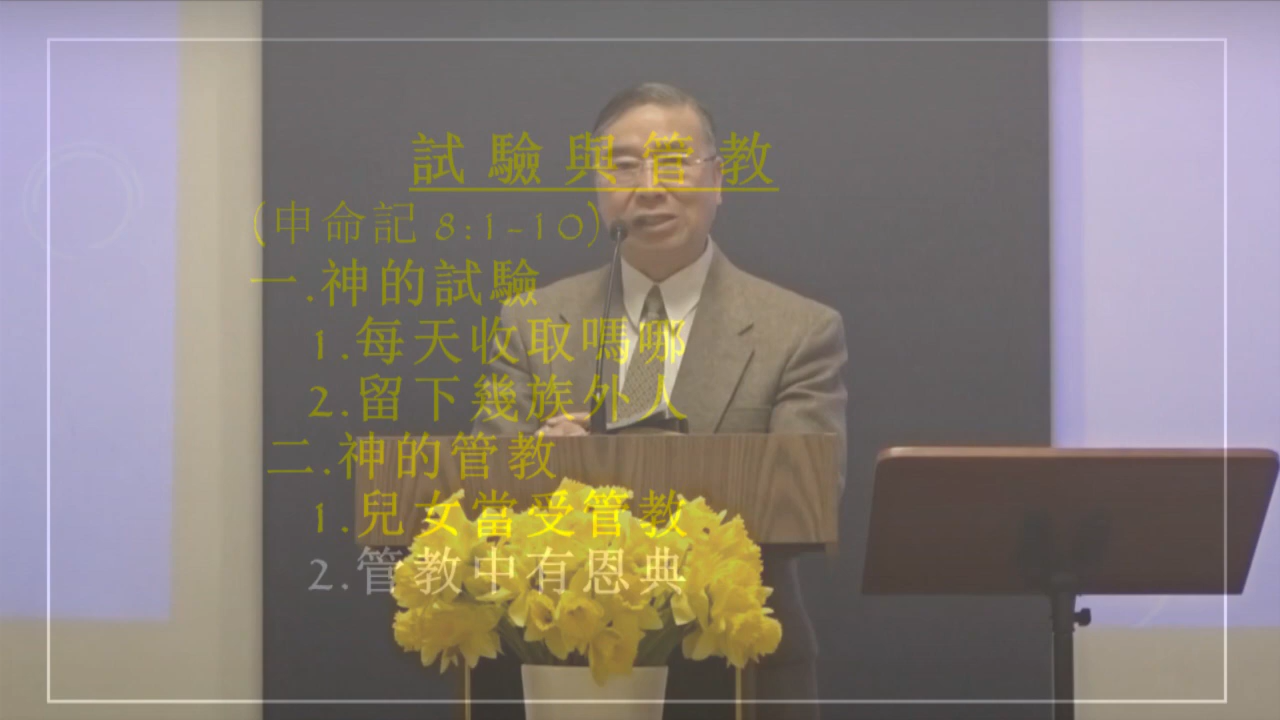 試驗與管教
(申命記 8:1-10)
一.神的試驗
1.每天收取嗎哪
2.留下幾族外人
二.神的管教
1.兒女當受管教
2.管教中有恩典